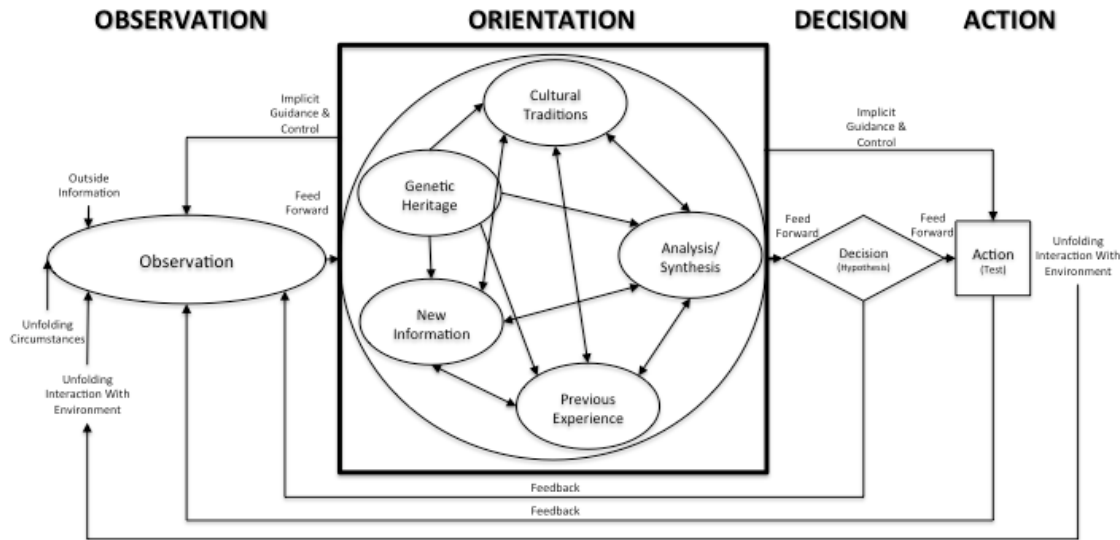 OBSERVATION
ORIENTATION
DECISION
ACTION
Implicit
Guidance &
Control
Outside
Information
Feed
Forward
Observation
Unfolding
Circumstances
Unfolding
Interaction With
Environment
Cultural
Traditions
Genetic
Heritage
Analysis/
Synthesis
New
Information
Previous
Experience
Implicit
Guidance &
Control
Feed
Forward
Decision
(Hypothesis)
Feed
Forward
Action
(Test)
Unfolding
Interaction With
Environment
Feedback
Feedback